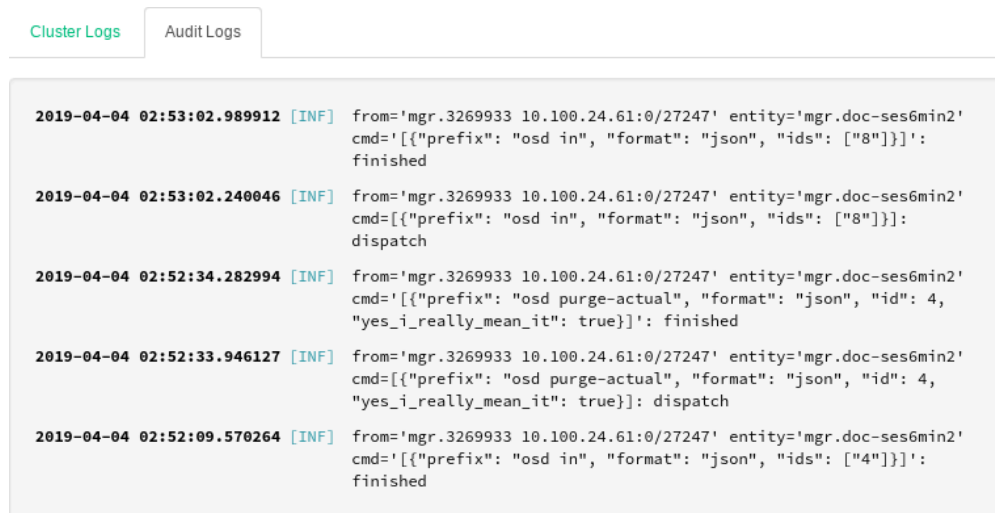 Cluster Logs Audit Logs
2019-04-04 02:53:02.989912 [INF] from='mgr.3269933 10.100.24.61:0/27247' entity='mgr.doc-ses6min2'
cmd='[{"prefix": "osd in", "format": "json", "ids": ["8"]}]':
finished
2019-04-04 02:53:02.240046 [INF] from='mgr.3269933 10.100.24.61:0/27247' entity='mgr.doc-ses6min2'
cmd=[{"prefix": "osd in", "format": "json", "ids": ["8"]}]:
dispatch
2019-04-04 02:52:34.282994 [INF] from='mgr.3269933 10.100.24.61:0/27247' entity='mgr.doc-ses6min2'
cmd='[{"prefix": "osd purge-actual", "format": "json", "id": 4,
"yes_i_really_mean_it": true}]': finished
2019-04-04 02:52:33.946127 [INF] from='mgr.3269933 10.100.24.61:0/27247' entity='mgr.doc-ses6min2'
cmd=[{"prefix": "osd purge-actual", "format": "json", "id": 4,
"yes_i_really_mean_it": true}]: dispatch
2019-04-04 02:52:09.570264 [INF] from='mgr.3269933 10.100.24.61:0/27247' entity='mgr.doc-ses6min2'
cmd='[{"prefix": "osd in", "format": "json", "ids": ["4"]}]':
finished